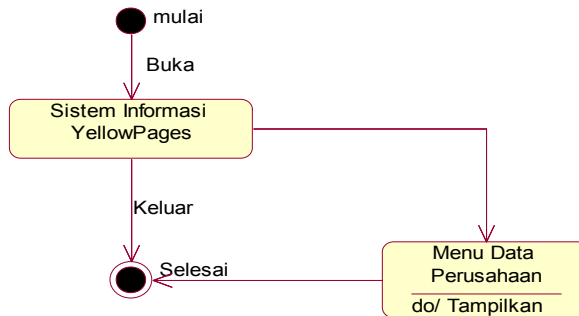 mulai
Buka
Sistem Informasi
YellowPages
Keluar
Selesai
Menu Data
Perusahaan
do/ Tampilkan